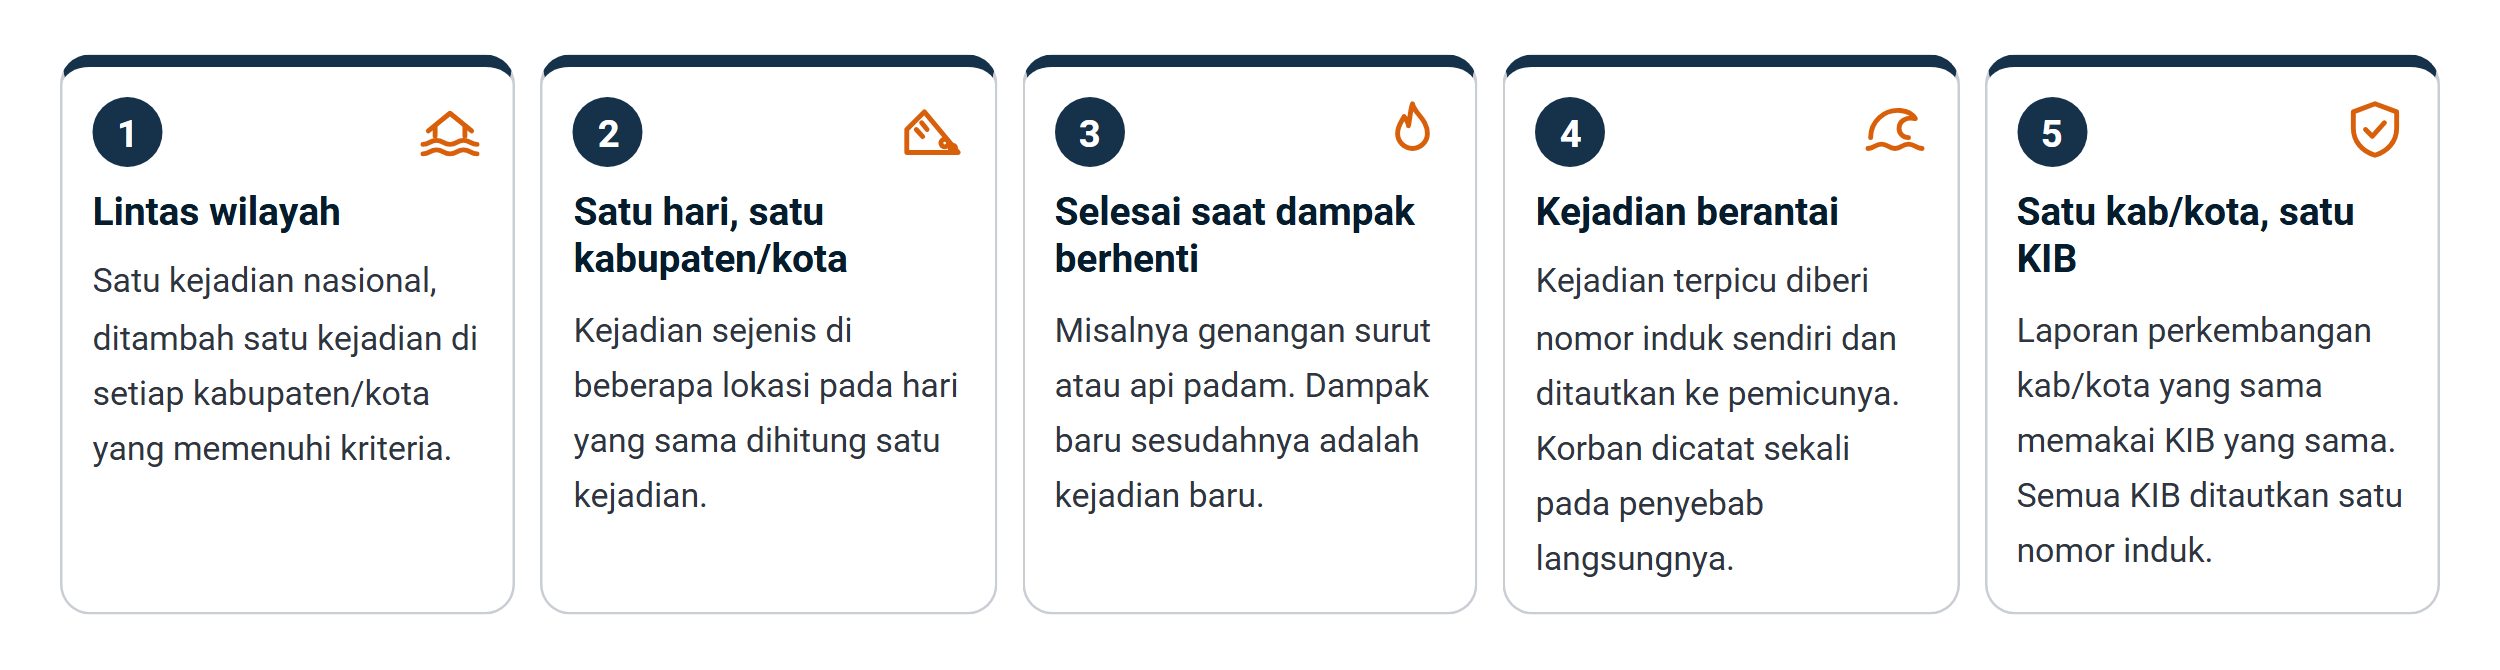 1
Lintas wilayah
Satu kejadian nasional,
ditambah satu kejadian di
setiap kabupaten/kota
yang memenuhi kriteria.
2
Satu hari, satu
kabupaten/kota
Kejadian sejenis di
beberapa lokasi pada hari
yang sama dihitung satu
kejadian.
3
Selesai saat dampak
berhenti
Misalnya genangan surut
atau api padam. Dampak
baru sesudahnya adalah
kejadian baru.
4
Kejadian berantai
Kejadian terpicu diberi
nomor induk sendiri dan
ditautkan ke pemicunya.
Korban dicatat sekali
pada penyebab
langsungnya.
5
Satu kab/kota, satu
KIB
Laporan perkembangan
kab/kota yang sama
memakai KIB yang sama.
Semua KIB ditautkan satu
nomor induk.